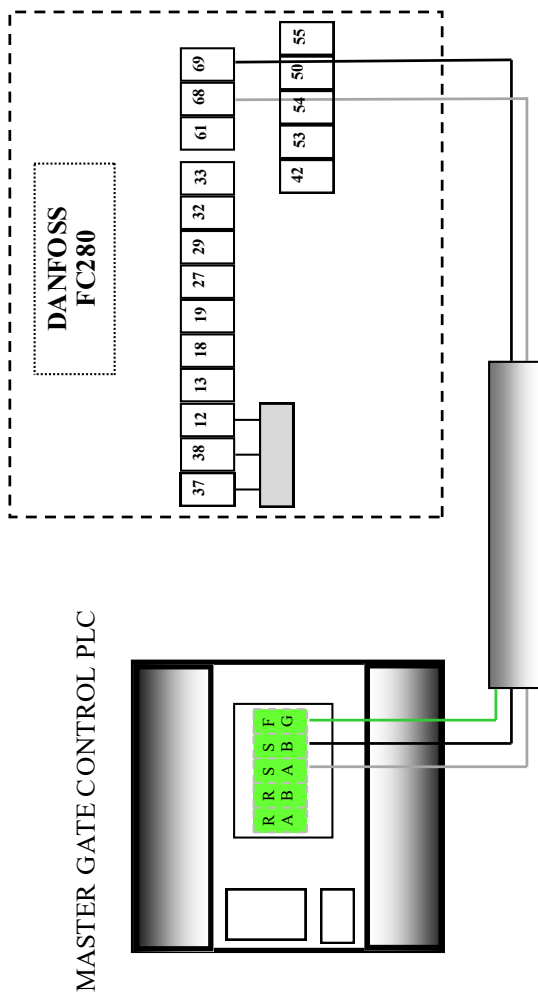 MASTER GATE CONTROL PLC
R R S S F
A B A B G
DANFOSS
FC280
37 38 12 13 18 19 27 29 32 33 61 68 69
42 53 54 50 55